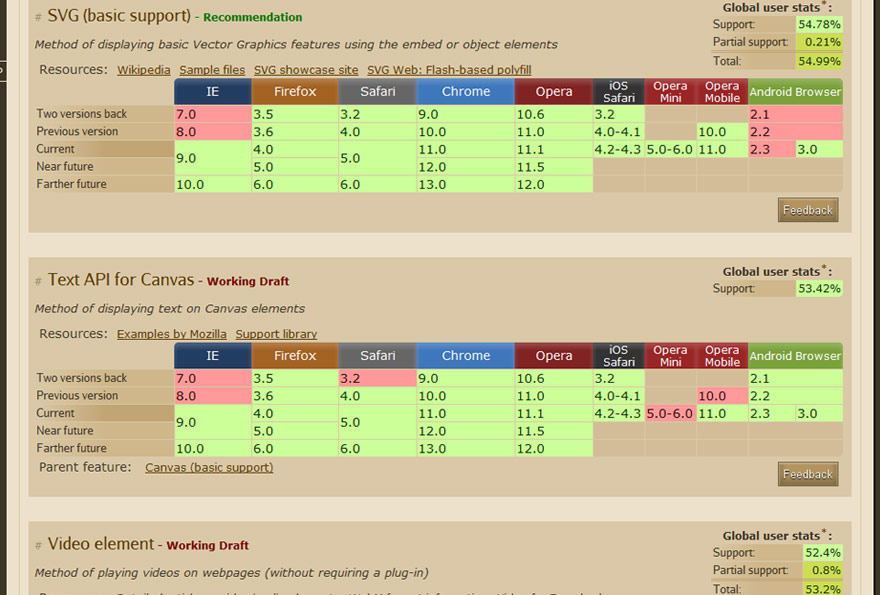 # SVG (basic support) - Recommendation
Global user stats*:
Support: 54.78%
Partial support: 0.21%
Total: 54.99%
Method of displaying basic Vector Graphics features using the embed or object elements
Resources: Wikipedia Sample files SVG showcase site SVG Web: Flash-based polyfill
IE Firefox Safari Chrome Opera iOS Safari Opera Mini Opera Mobile Android Browser
Two versions back 7.0 3.5 3.2 9.0 10.6 3.2 2.1
Previous version 8.0 3.6 4.0 10.0 11.0 4.0-4.1 10.0 2.2
Current 9.0 4.0 5.0 11.0 11.1 4.2-4.3 5.0-6.0 11.0 2.3 3.0
Near future 5.0 12.0 11.5
Farther future 10.0 6.0 6.0 13.0 12.0
Feedback
# Text API for Canvas - Working Draft
Global user stats*:
Support: 53.42%
Method of displaying text on Canvas elements
Resources: Examples by Mozilla Support library
IE Firefox Safari Chrome Opera iOS Safari Opera Mini Opera Mobile Android Browser
Two versions back 7.0 3.5 3.2 9.0 10.6 3.2 2.1
Previous version 8.0 3.6 4.0 10.0 11.0 4.0-4.1 10.0 2.2
Current 9.0 4.0 5.0 11.0 11.1 4.2-4.3 5.0-6.0 11.0 2.3 3.0
Near future 5.0 12.0 11.5
Farther future 10.0 6.0 6.0 13.0 12.0
Parent feature: Canvas (basic support)
Feedback
# Video element - Working Draft
Global user stats*:
Support: 52.4%
Partial support: 0.8%
Total: 53.2%
Method of playing videos on webpages (without requiring a plug-in)